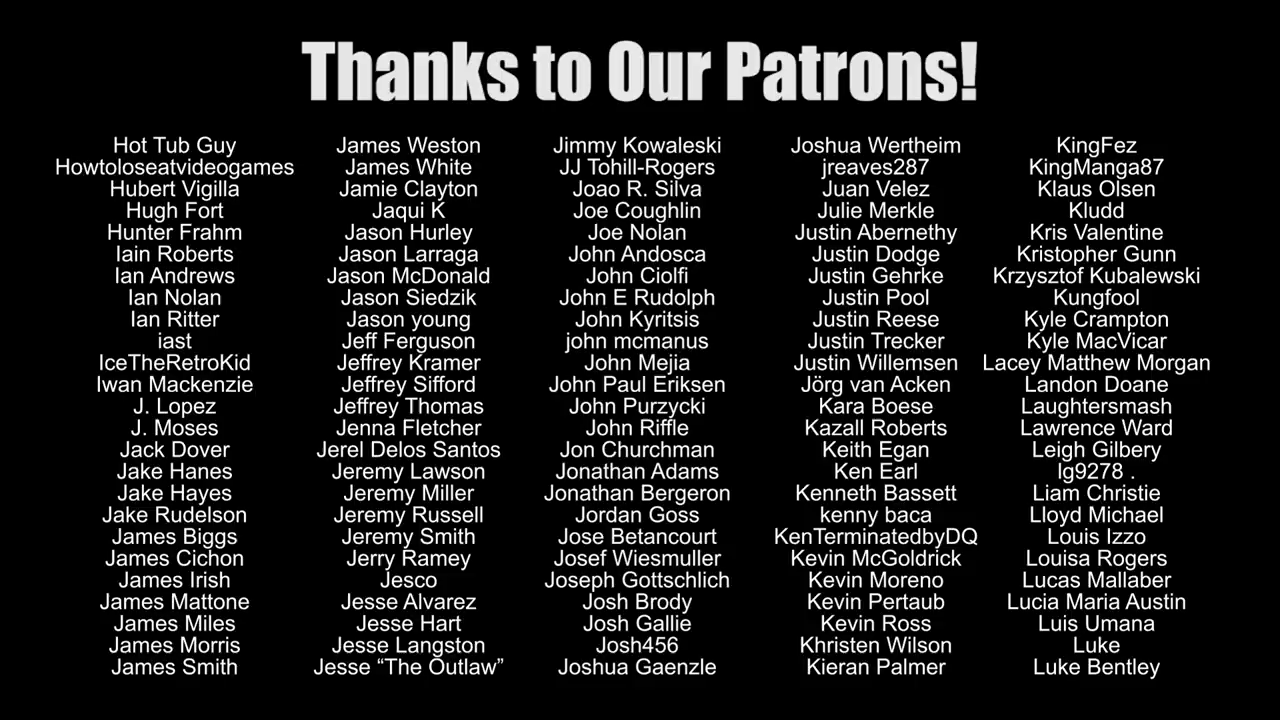 Thanks to Our Patrons!
Hot Tub Guy
Howtoloseatvideogames
Hubert Vigilla
Hugh Fort
Hunter Frahm
Iain Roberts
Ian Andrews
Ian Nolan
Ian Ritter
iast
IceTheRetroKid
Iwan Mackenzie
J. Lopez
J. Moses
Jack Dover
Jake Hanes
Jake Hayes
Jake Rudelson
James Biggs
James Cichon
James Irish
James Mattone
James Miles
James Morris
James Smith
James Weston
James White
Jamie Clayton
Jaqui K
Jason Hurley
Jason Larraga
Jason McDonald
Jason Siedzik
Jason young
Jeff Ferguson
Jeffrey Kramer
Jeffrey Sifford
Jeffrey Thomas
Jenna Fletcher
Jerel Delos Santos
Jeremy Lawson
Jeremy Miller
Jeremy Russell
Jeremy Smith
Jerry Ramey
Jesco
Jesse Alvarez
Jesse Hart
Jesse Langston
Jesse “The Outlaw”
Jimmy Kowaleski
JJ Tohill-Rogers
Joao R. Silva
Joe Coughlin
Joe Nolan
John Andosca
John Ciolfi
John E Rudolph
John Kyritsis
john mcmanus
John Mejia
John Paul Eriksen
John Purzycki
John Riffle
Jon Churchman
Jonathan Adams
Jonathan Bergeron
Jordan Goss
Jose Betancourt
Josef Wiesmuller
Joseph Gottschlich
Josh Brody
Josh Gallie
Josh456
Joshua Gaenzle
Joshua Wertheim
jreaves287
Juan Velez
Julie Merkle
Justin Abernethy
Justin Dodge
Justin Gehrke
Justin Pool
Justin Reese
Justin Trecker
Justin Willemsen
Jörg van Acken
Kara Boese
Kazall Roberts
Keith Egan
Ken Earl
Kenneth Bassett
kenny baca
KenTerminatedbyDQ
Kevin McGoldrick
Kevin Moreno
Kevin Pertaub
Kevin Ross
Khristen Wilson
Kieran Palmer
KingFez
KingManga87
Klaus Olsen
Kludd
Kris Valentine
Kristopher Gunn
Krzysztof Kubalewski
Kungfool
Kyle Crampton
Kyle MacVicar
Lacey Matthew Morgan
Landon Doane
Laughtersmash
Lawrence Ward
Leigh Gilbery
lg9278 .
Liam Christie
Lloyd Michael
Louis Izzo
Louisa Rogers
Lucas Mallaber
Lucia Maria Austin
Luis Umana
Luke
Luke Bentley